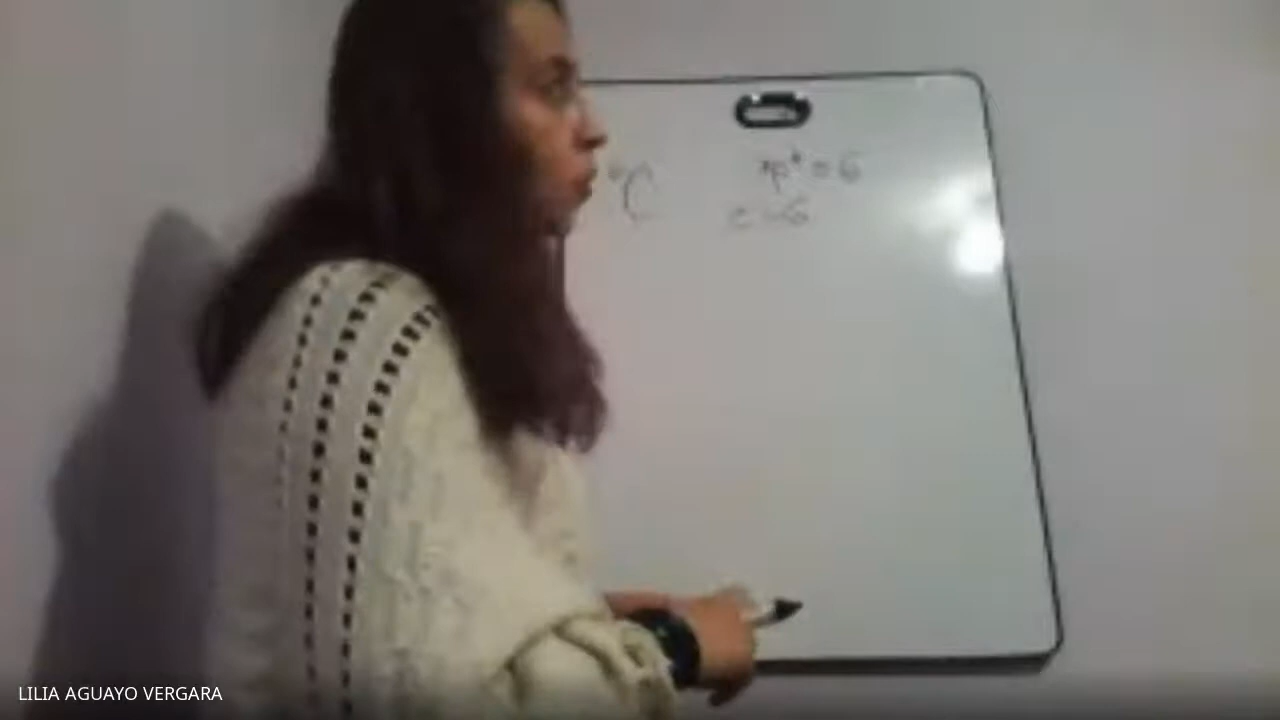 C p⁺ = 6
e⁻ = 6
LILIA AGUAYO VERGARA